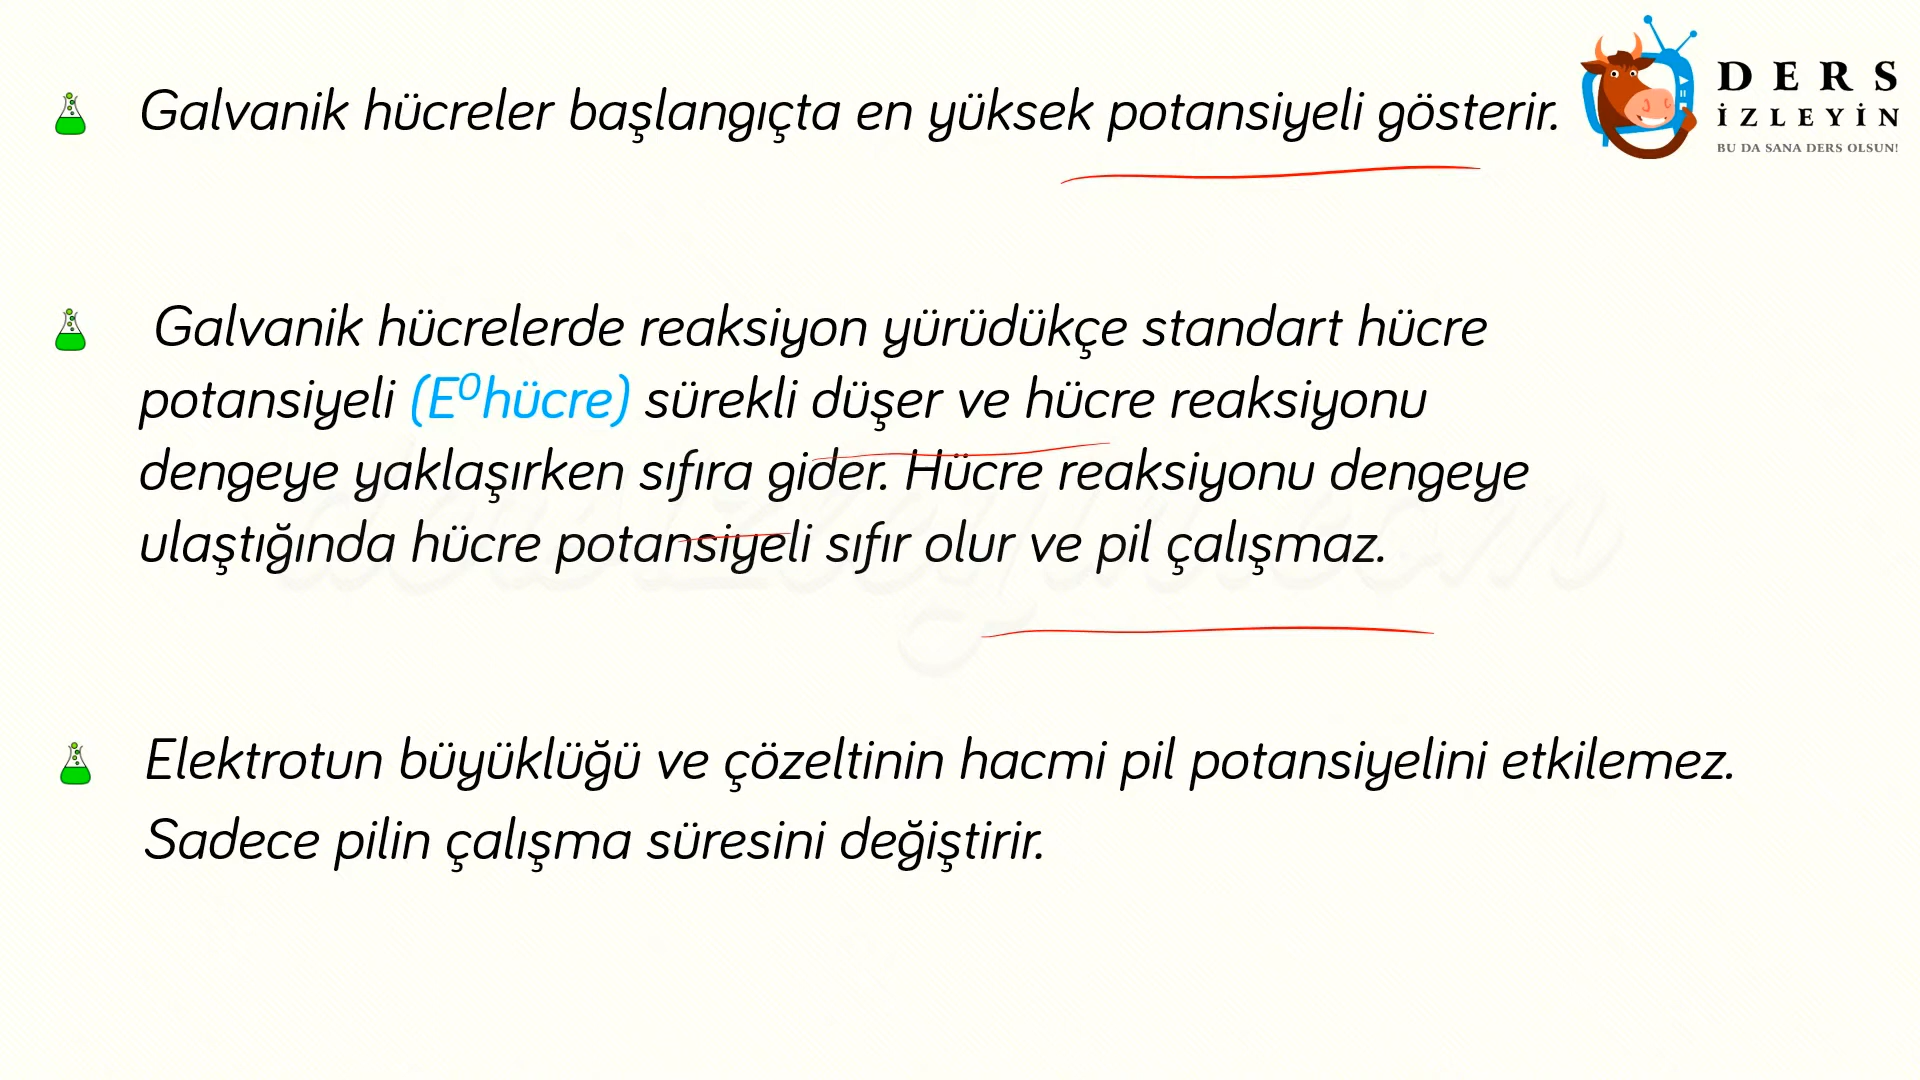 Galvanik hücreler başlangıçta en yüksek potansiyeli gösterir.
DERS
İZLEYİN
BU DA SANA DERS OLSUN!
Galvanik hücrelerde reaksiyon yürüdükçe standart hücre
potansiyeli (E⁰hücre) sürekli düşer ve hücre reaksiyonu
dengeye yaklaşırken sıfıra gider. Hücre reaksiyonu dengeye
ulaştığında hücre potansiyeli sıfır olur ve pil çalışmaz.
dersizleyin.com
Elektrotun büyüklüğü ve çözeltinin hacmi pil potansiyelini etkilemez.
Sadece pilin çalışma süresini değiştirir.